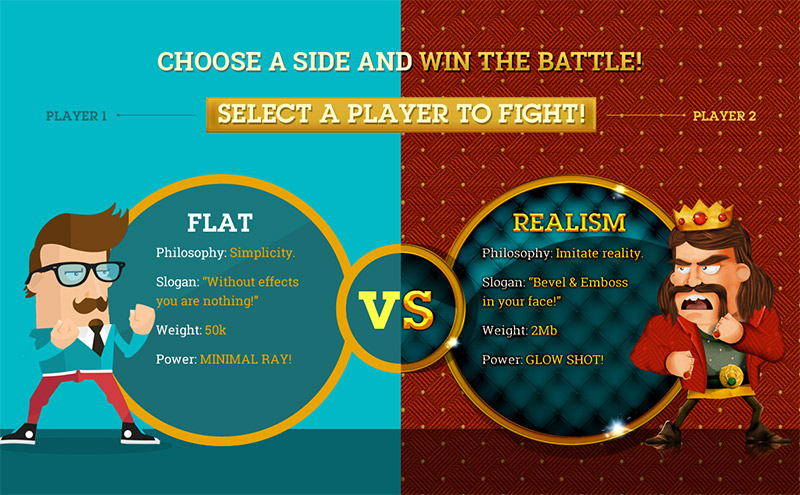 CHOOSE A SIDE AND WIN THE BATTLE!
SELECT A PLAYER TO FIGHT!
PLAYER 1
PLAYER 2
FLAT
Philosophy: Simplicity.
Slogan: “Without effects
you are nothing!”
Weight: 50k
Power: MINIMAL RAY!
VS
REALISM
Philosophy: Imitate reality.
Slogan: “Bevel & Emboss
in your face!”
Weight: 2Mb
Power: GLOW SHOT!